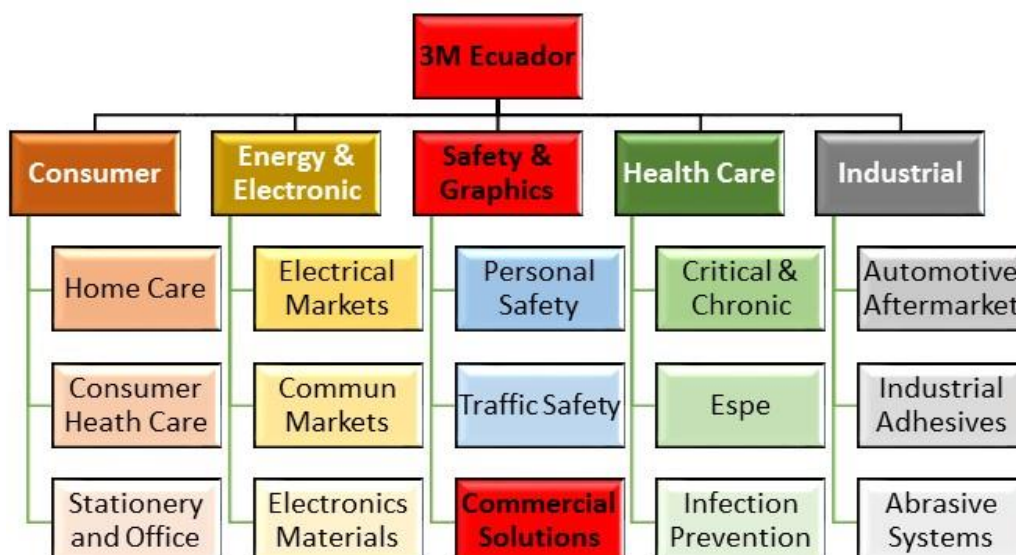 3M Ecuador
Consumer
Energy &
Electronic
Safety &
Graphics
Health Care
Industrial
Home Care
Electrical
Markets
Personal
Safety
Critical &
Chronic
Automotive
Aftermarket
Consumer
Heath Care
Commun
Markets
Traffic Safety
Espe
Industrial
Adhesives
Stationery
and Office
Electronics
Materials
Commercial
Solutions
Infection
Prevention
Abrasive
Systems